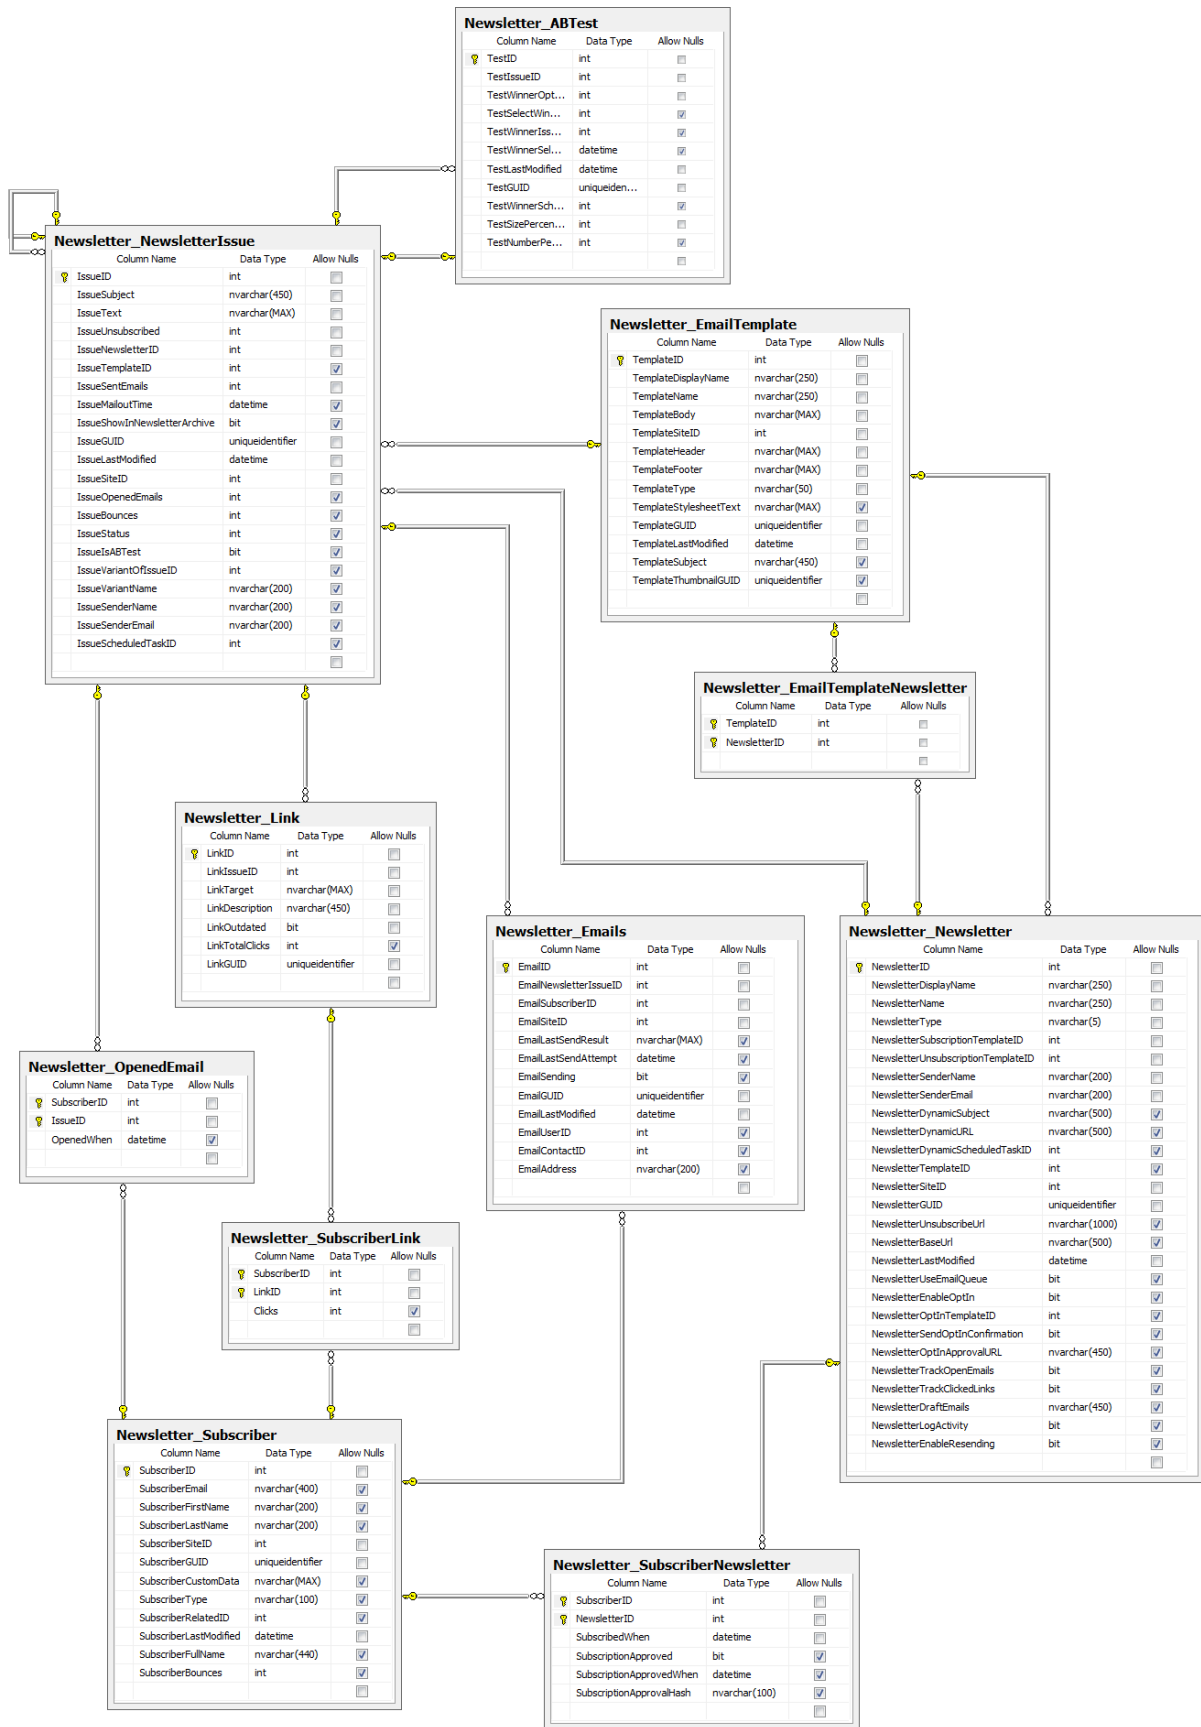 Newsletter_ABTest
Column Name Data Type Allow Nulls
TestID int
TestIssueID int
TestWinnerOpt... int
TestSelectWin... int
TestWinnerIss... int
TestWinnerSel... datetime
TestLastModified datetime
TestGUID uniqueiden...
TestWinnerSch... int
TestSizePercen... int
TestNumberPe... int
Newsletter_NewsletterIssue
Column Name Data Type Allow Nulls
IssueID int
IssueSubject nvarchar(450)
IssueText nvarchar(MAX)
IssueUnsubscribed int
IssueNewsletterID int
IssueTemplateID int
IssueSentEmails int
IssueMailoutTime datetime
IssueShowInNewsletterArchive bit
IssueGUID uniqueidentifier
IssueLastModified datetime
IssueSiteID int
IssueOpenedEmails int
IssueBounces int
IssueStatus int
IssueIsABTest bit
IssueVariantOfIssueID int
IssueVariantName nvarchar(200)
IssueSenderName nvarchar(200)
IssueSenderEmail nvarchar(200)
IssueScheduledTaskID int
Newsletter_EmailTemplate
Column Name Data Type Allow Nulls
TemplateID int
TemplateDisplayName nvarchar(250)
TemplateName nvarchar(250)
TemplateBody nvarchar(MAX)
TemplateSiteID int
TemplateHeader nvarchar(MAX)
TemplateFooter nvarchar(MAX)
TemplateType nvarchar(50)
TemplateStylesheetText nvarchar(MAX)
TemplateGUID uniqueidentifier
TemplateLastModified datetime
TemplateSubject nvarchar(450)
TemplateThumbnailGUID uniqueidentifier
Newsletter_EmailTemplateNewsletter
Column Name Data Type Allow Nulls
TemplateID int
NewsletterID int
Newsletter_Link
Column Name Data Type Allow Nulls
LinkID int
LinkIssueID int
LinkTarget nvarchar(MAX)
LinkDescription nvarchar(450)
LinkOutdated bit
LinkTotalClicks int
LinkGUID uniqueidentifier
Newsletter_Emails
Column Name Data Type Allow Nulls
EmailID int
EmailNewsletterIssueID int
EmailSubscriberID int
EmailSiteID int
EmailLastSendResult nvarchar(MAX)
EmailLastSendAttempt datetime
EmailSending bit
EmailGUID uniqueidentifier
EmailLastModified datetime
EmailUserID int
EmailContactID int
EmailAddress nvarchar(200)
Newsletter_Newsletter
Column Name Data Type Allow Nulls
NewsletterID int
NewsletterDisplayName nvarchar(250)
NewsletterName nvarchar(250)
NewsletterType nvarchar(5)
NewsletterSubscriptionTemplateID int
NewsletterUnsubscriptionTemplateID int
NewsletterSenderName nvarchar(200)
NewsletterSenderEmail nvarchar(200)
NewsletterDynamicSubject nvarchar(500)
NewsletterDynamicURL nvarchar(500)
NewsletterDynamicScheduledTaskID int
NewsletterTemplateID int
NewsletterSiteID int
NewsletterGUID uniqueidentifier
NewsletterUnsubscribeUrl nvarchar(1000)
NewsletterBaseUrl nvarchar(500)
NewsletterLastModified datetime
NewsletterUseEmailQueue bit
NewsletterEnableOptIn bit
NewsletterOptInTemplateID int
NewsletterSendOptInConfirmation bit
NewsletterOptInApprovalURL nvarchar(450)
NewsletterTrackOpenEmails bit
NewsletterTrackClickedLinks bit
NewsletterDraftEmails nvarchar(450)
NewsletterLogActivity bit
NewsletterEnableResending bit
Newsletter_OpenedEmail
Column Name Data Type Allow Nulls
SubscriberID int
IssueID int
OpenedWhen datetime
Newsletter_SubscriberLink
Column Name Data Type Allow Nulls
SubscriberID int
LinkID int
Clicks int
Newsletter_Subscriber
Column Name Data Type Allow Nulls
SubscriberID int
SubscriberEmail nvarchar(400)
SubscriberFirstName nvarchar(200)
SubscriberLastName nvarchar(200)
SubscriberSiteID int
SubscriberGUID uniqueidentifier
SubscriberCustomData nvarchar(MAX)
SubscriberType nvarchar(100)
SubscriberRelatedID int
SubscriberLastModified datetime
SubscriberFullName nvarchar(440)
SubscriberBounces int
Newsletter_SubscriberNewsletter
Column Name Data Type Allow Nulls
SubscriberID int
NewsletterID int
SubscribedWhen datetime
SubscriptionApproved bit
SubscriptionApprovedWhen datetime
SubscriptionApprovalHash nvarchar(100)